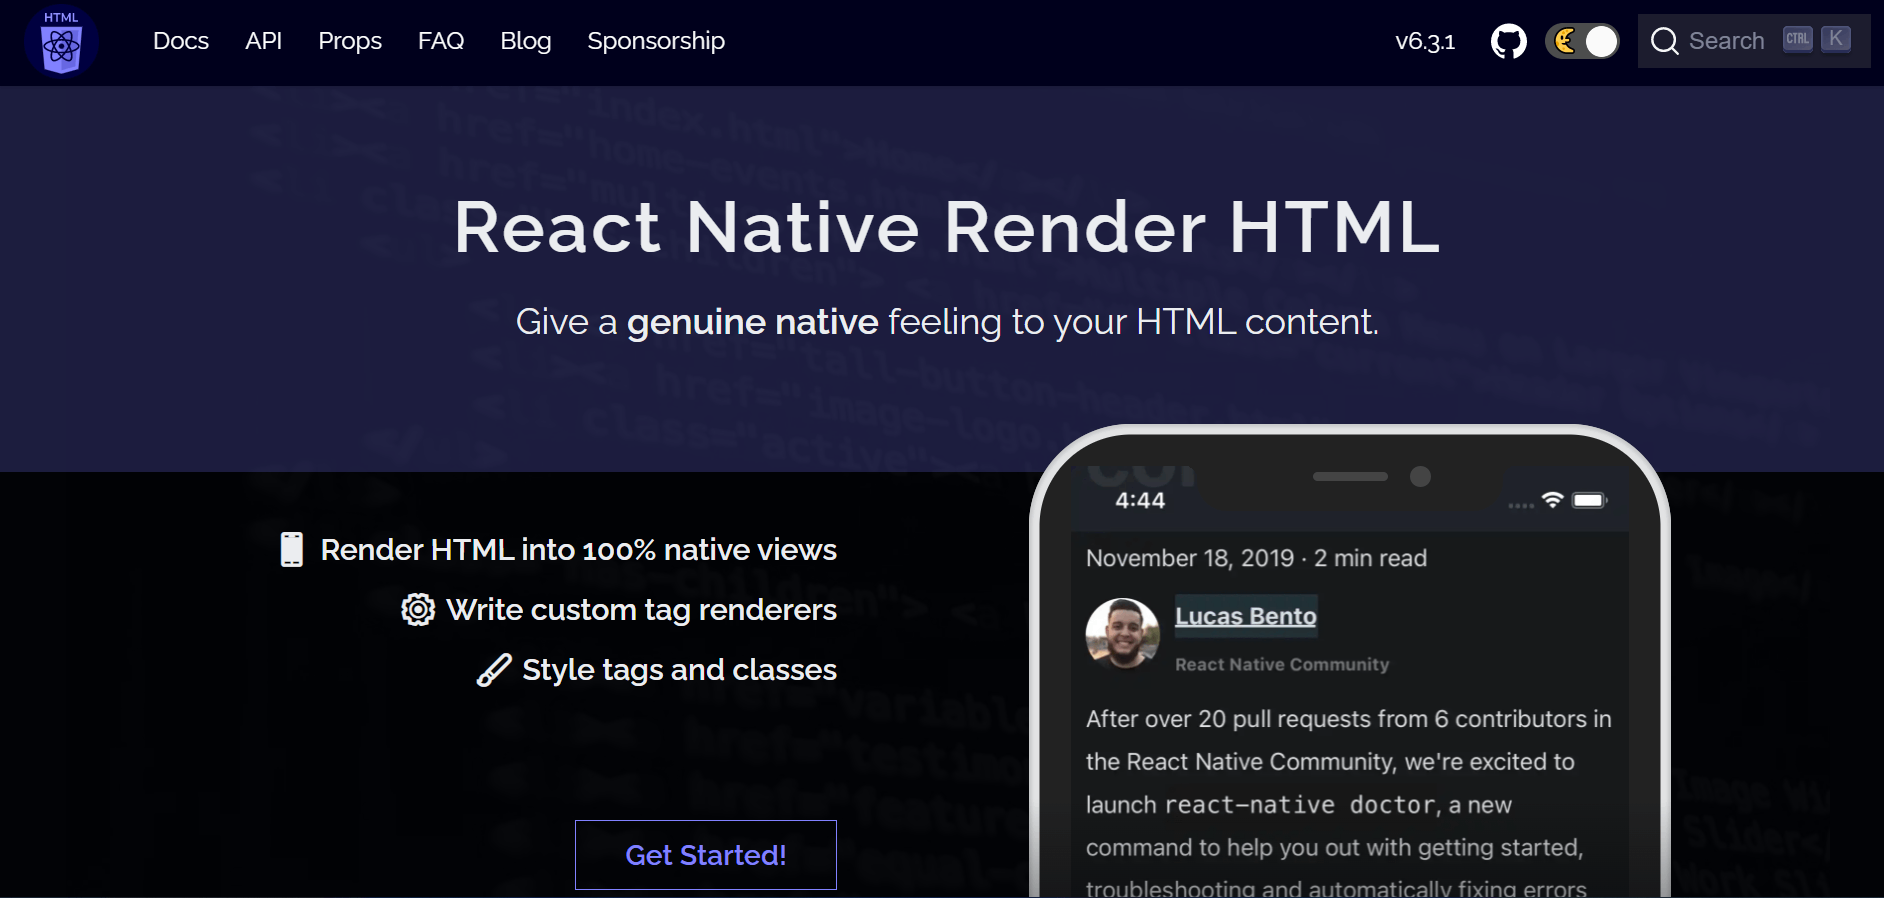 HTML
Docs API Props FAQ Blog Sponsorship v6.3.1 Search CTRL K
React Native Render HTML
Give a genuine native feeling to your HTML content.
Render HTML into 100% native views
Write custom tag renderers
Style tags and classes
Get Started!
4:44
November 18, 2019 · 2 min read
Lucas Bento
React Native Community
After over 20 pull requests from 6 contributors in
the React Native Community, we're excited to
launch react-native doctor, a new
command to help you out with getting started,
troubleshooting and automatically fixing errors